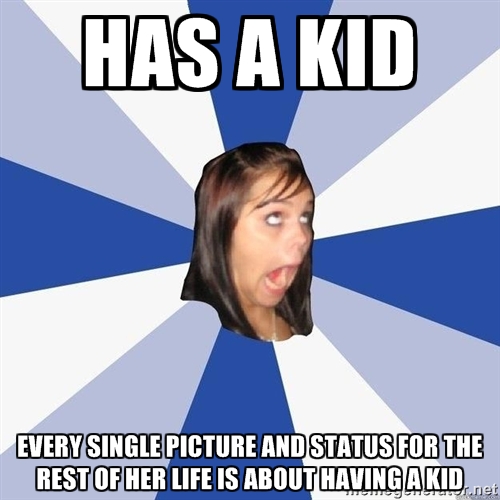 HAS A KID
EVERY SINGLE PICTURE AND STATUS FOR THE
REST OF HER LIFE IS ABOUT HAVING A KID
memegenerator.net